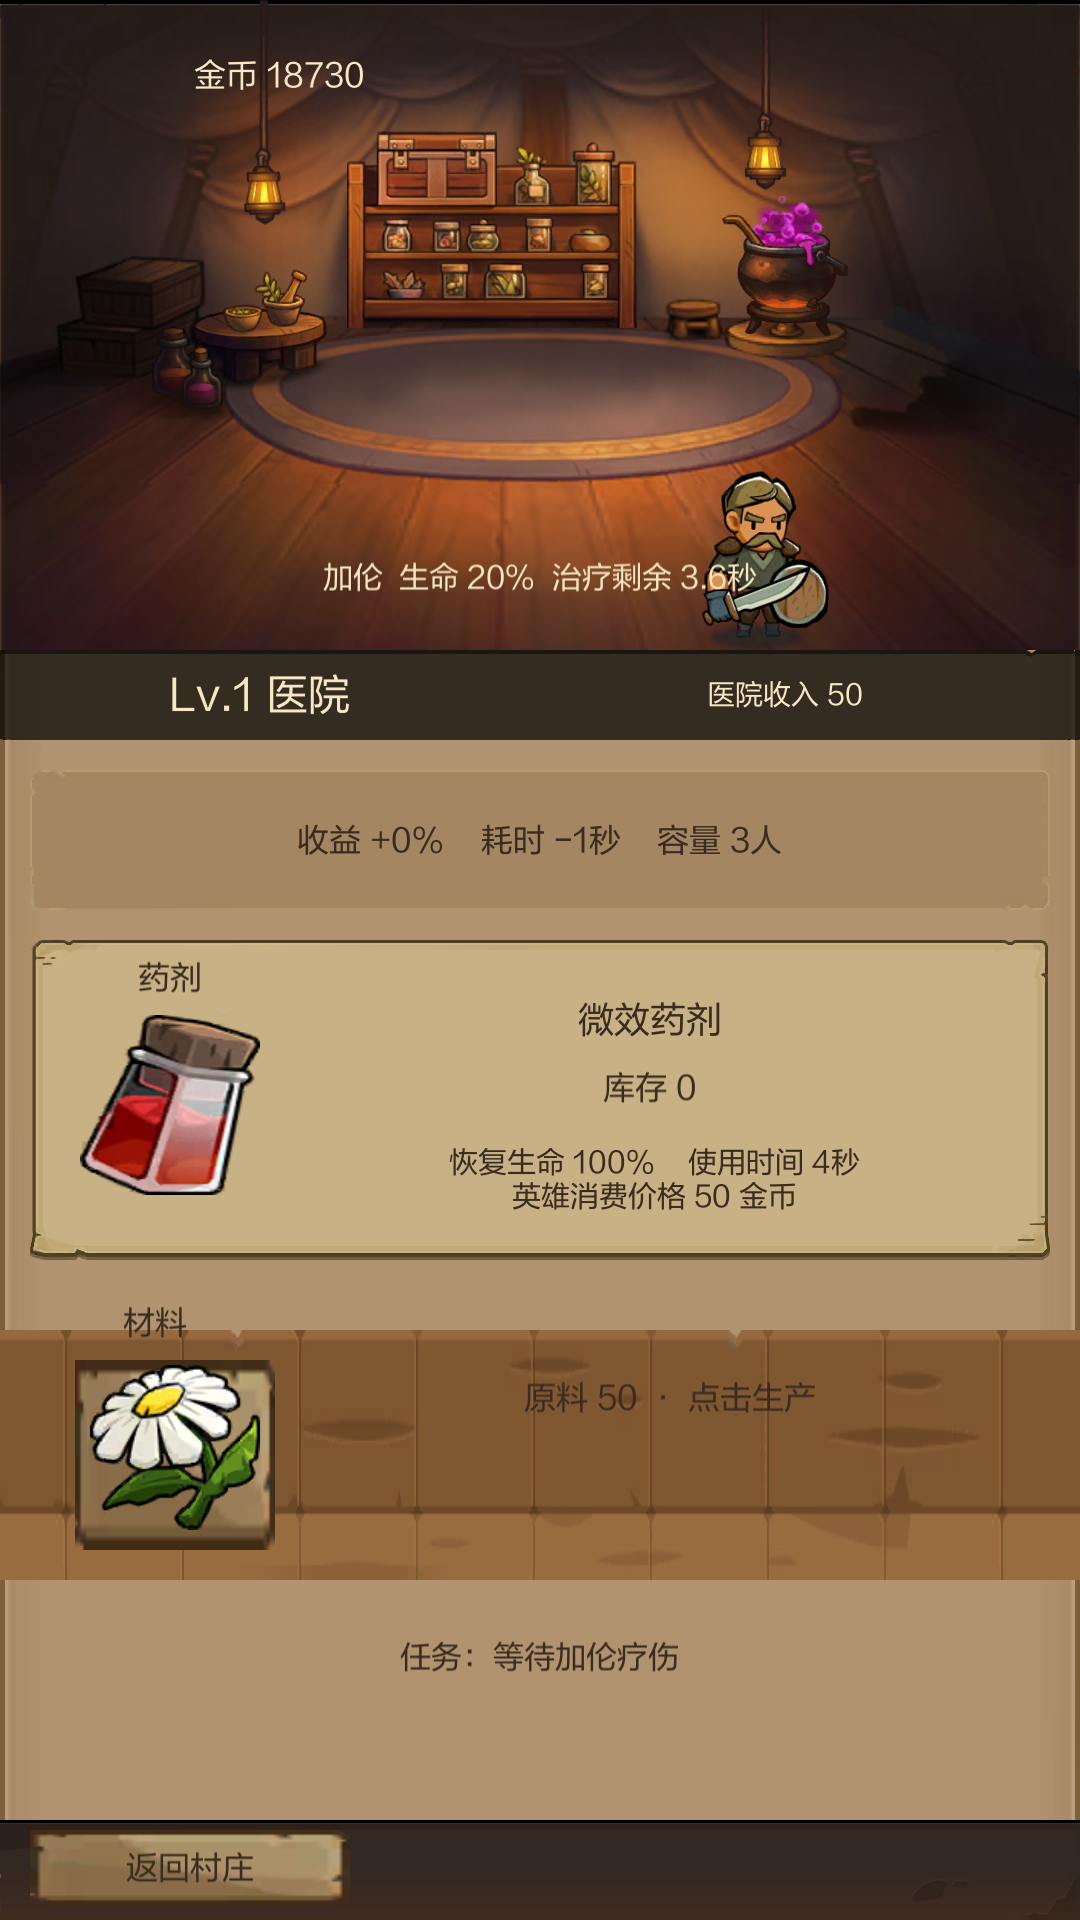 金币 18730
加伦 生命 20% 治疗剩余 3.6秒
Lv.1 医院
医院收入 50
收益 +0% 耗时 -1秒 容量 3人
药剂
微效药剂
库存 0
恢复生命 100% 使用时间 4秒
英雄消费价格 50 金币
材料
原料 50 · 点击生产
任务：等待加伦疗伤
返回村庄